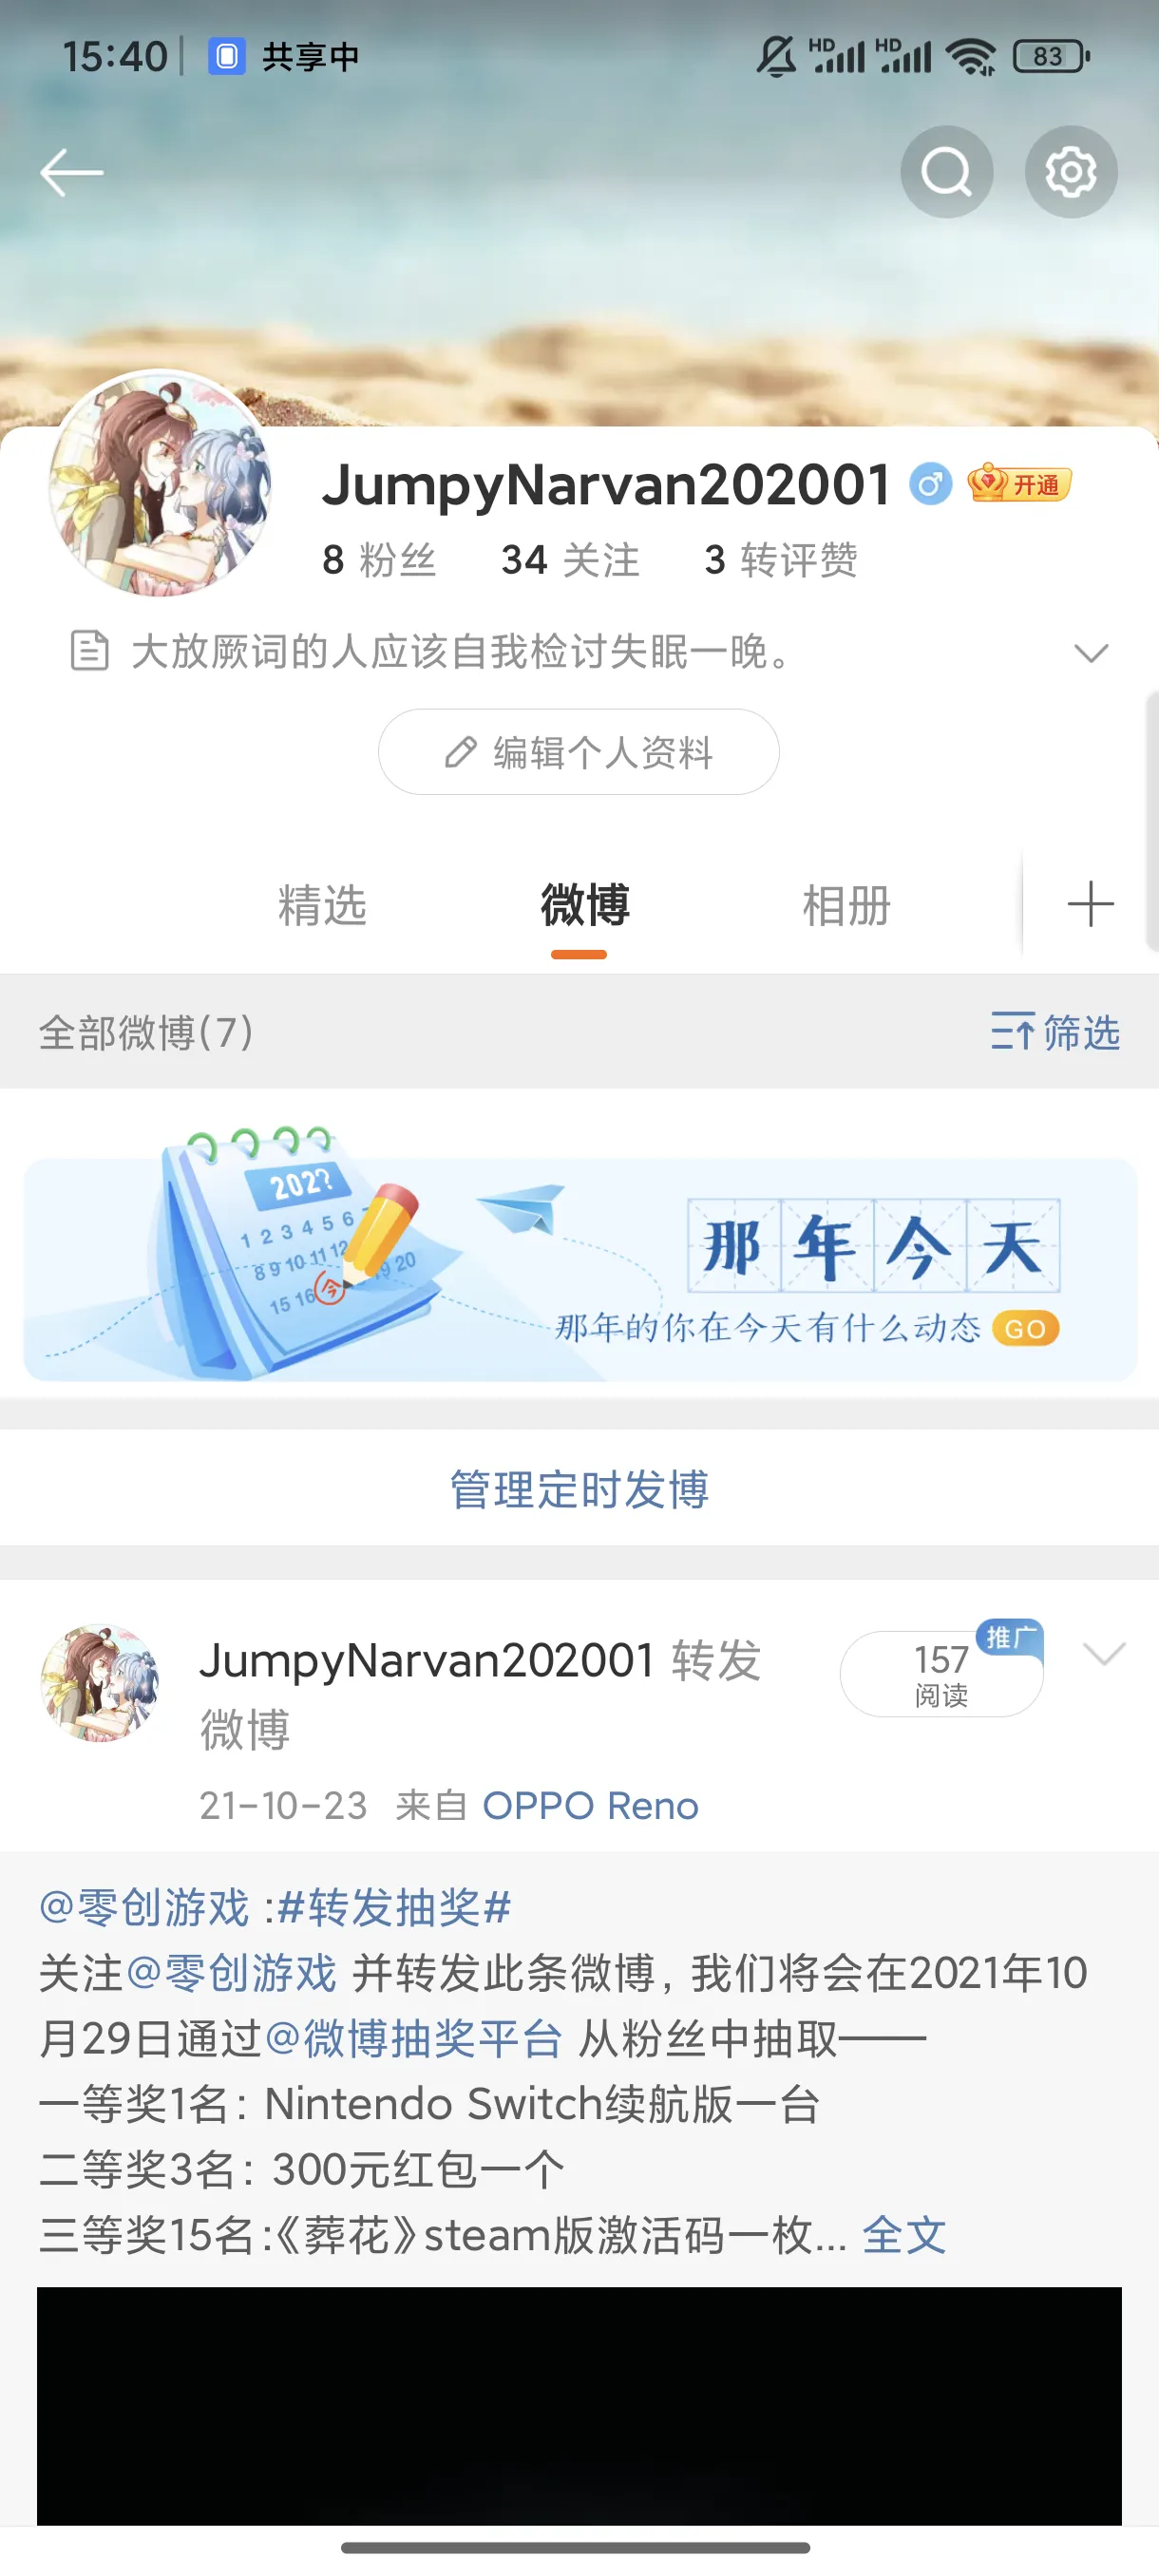 15:40 共享中 HD HD 83
JumpyNarvan202001 开通
8 粉丝 34 关注 3 转评赞
大放厥词的人应该自我检讨失眠一晚。
编辑个人资料
精选 微博 相册
全部微博(7) 筛选
202?
1 2 3 4 5 6 7
8 9 10 11 12 19 20
15 16 今
那年今天
那年的你在今天有什么动态 GO
管理定时发博
JumpyNarvan202001 转发
微博
157
阅读
推广
21-10-23 来自 OPPO Reno
@零创游戏 :#转发抽奖#
关注@零创游戏 并转发此条微博，我们将会在2021年10
月29日通过@微博抽奖平台 从粉丝中抽取——
一等奖1名：Nintendo Switch续航版一台
二等奖3名：300元红包一个
三等奖15名:《葬花》steam版激活码一枚... 全文